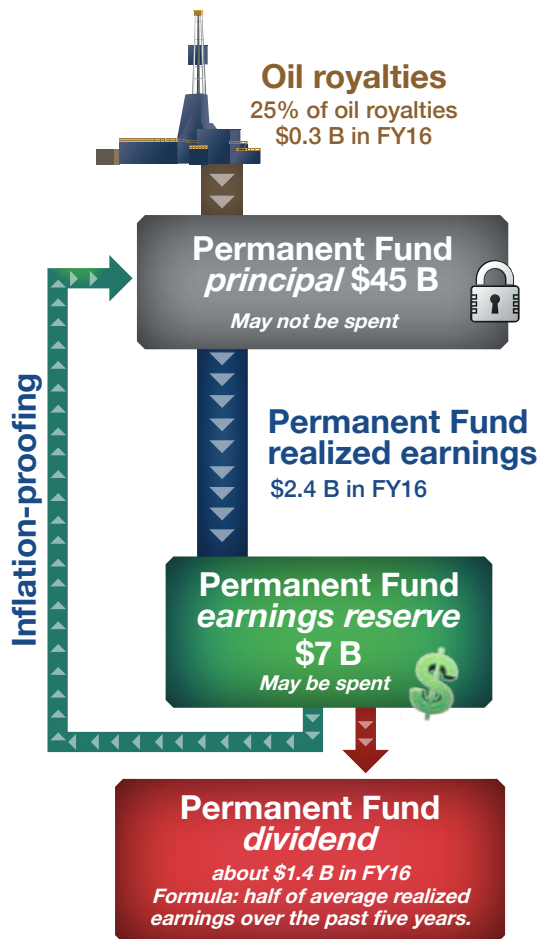 Oil royalties
25% of oil royalties
$0.3 B in FY16
Permanent Fund
principal $45 B
May not be spent
Inflation-proofing
Permanent Fund
realized earnings
$2.4 B in FY16
Permanent Fund
earnings reserve
$7 B
May be spent
$
Permanent Fund
dividend
about $1.4 B in FY16
Formula: half of average realized
earnings over the past five years.